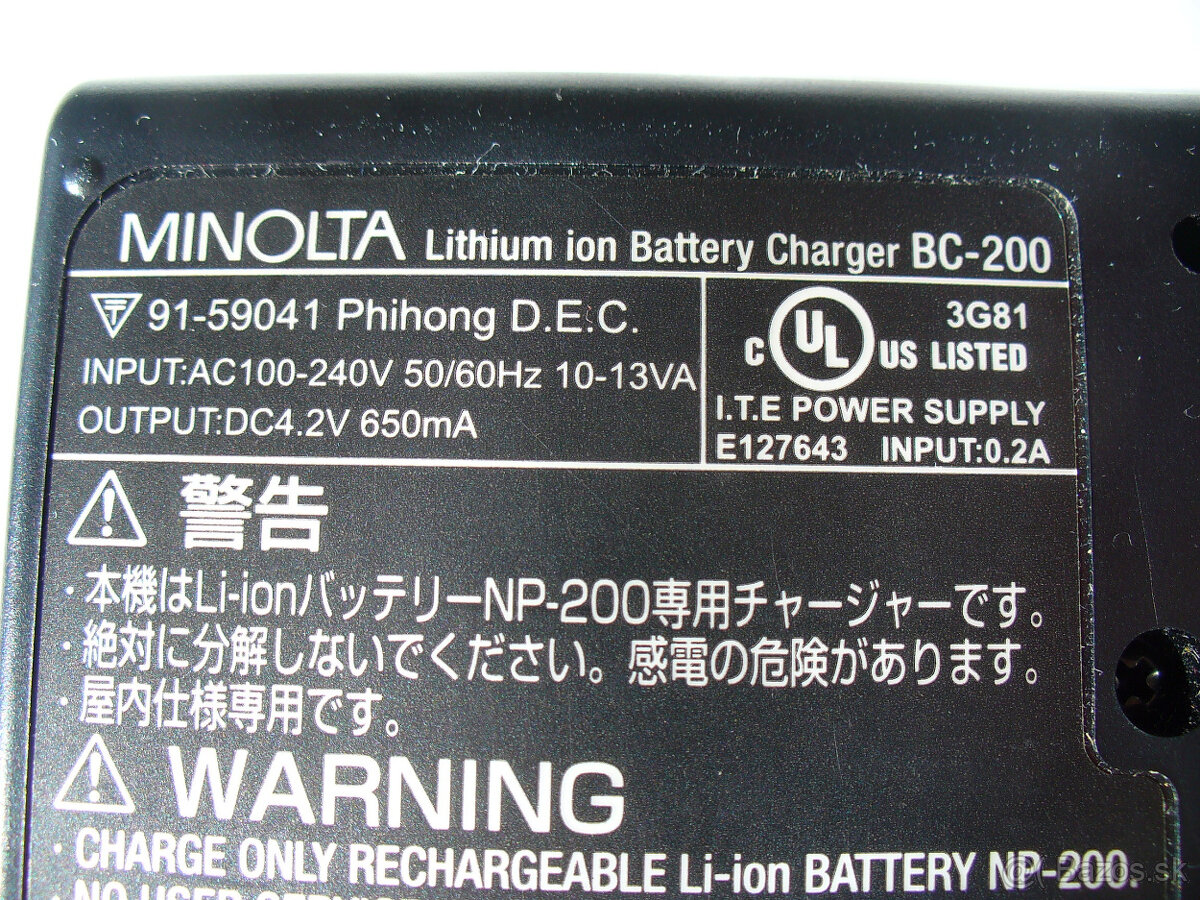 MINOLTA Lithium ion Battery Charger BC-200
91-59041 Phihong D.E.C.
INPUT:AC100-240V 50/60Hz 10-13VA
OUTPUT:DC4.2V 650mA
3G81
C UL US LISTED
I.T.E POWER SUPPLY
E127643 INPUT:0.2A
警告
・本機はLi-ionバッテリーNP-200専用チャージャーです。
・絶対に分解しないでください。感電の危険があります。
・屋内仕様専用です。
WARNING
・CHARGE ONLY RECHARGEABLE Li-ion BATTERY NP-200.
・NO USER SERVICE
Bazos.sk